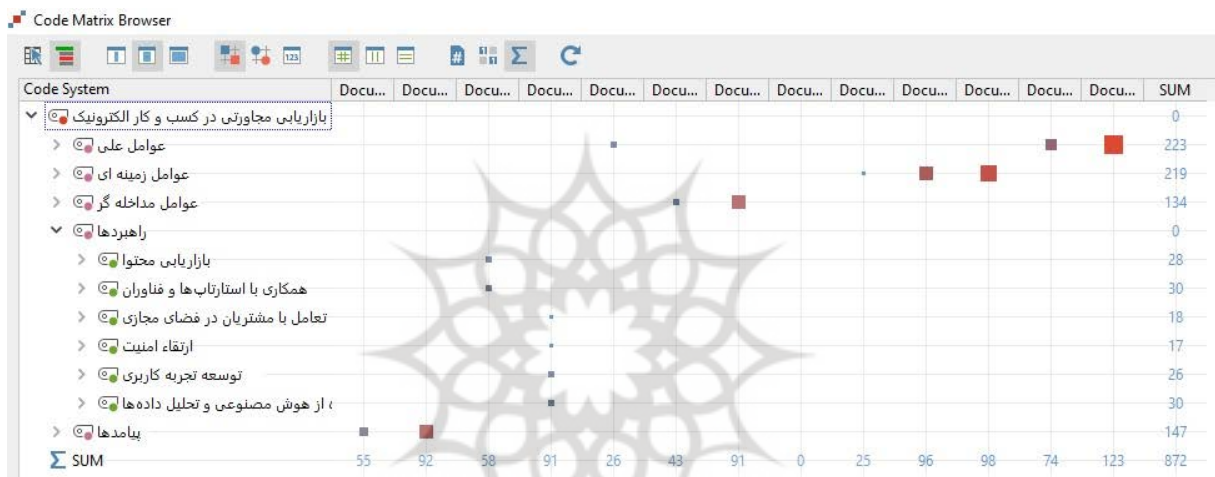 Code Matrix Browser
Code System Docu... Docu... Docu... Docu... Docu... Docu... Docu... Docu... Docu... Docu... Docu... Docu... Docu... SUM
بازاریابی مجاورتی در کسب و کار الکترونیک 0
عوامل علی 223
عوامل زمینه ای 219
عوامل مداخله گر 134
راهبردها 0
بازاریابی محتوا 28
همکاری با استارتاپ‌ها و فناوران 30
تعامل با مشتریان در فضای مجازی 18
ارتقاء امنیت 17
توسعه تجربه کاربری 26
ه از هوش مصنوعی و تحلیل داده‌ها 30
پیامدها 147
Σ SUM 55 92 58 91 26 43 91 0 25 96 98 74 123 872